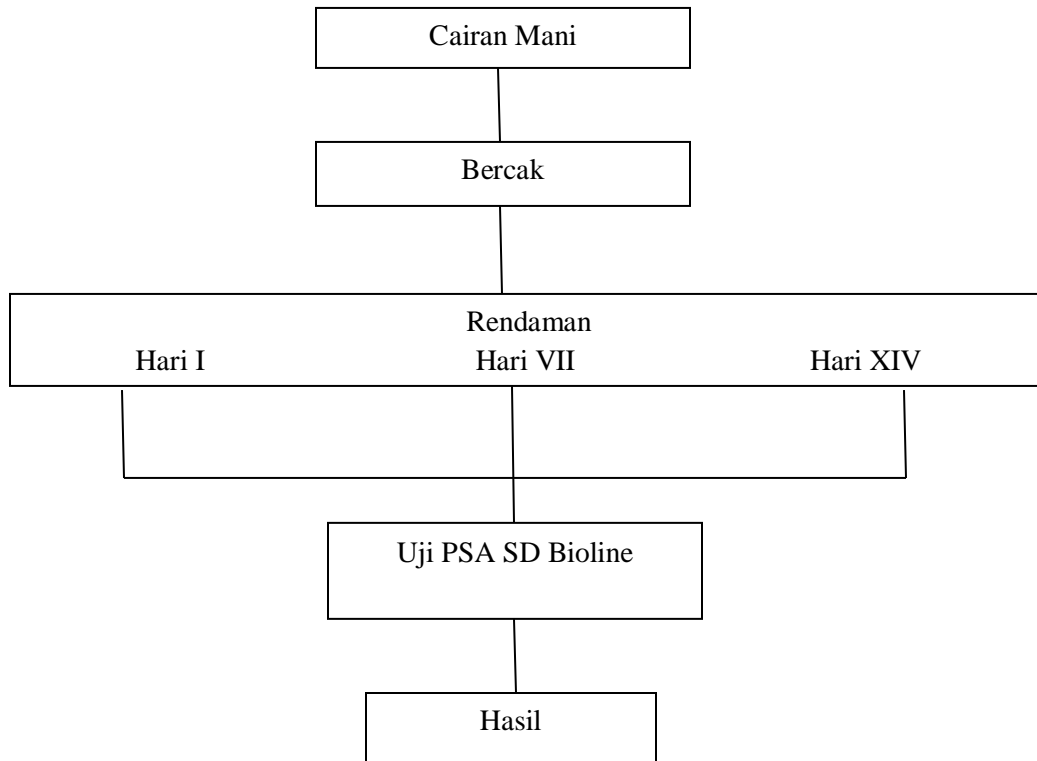 Cairan Mani
Bercak
Rendaman
Hari I Hari VII Hari XIV
Uji PSA SD Bioline
Hasil